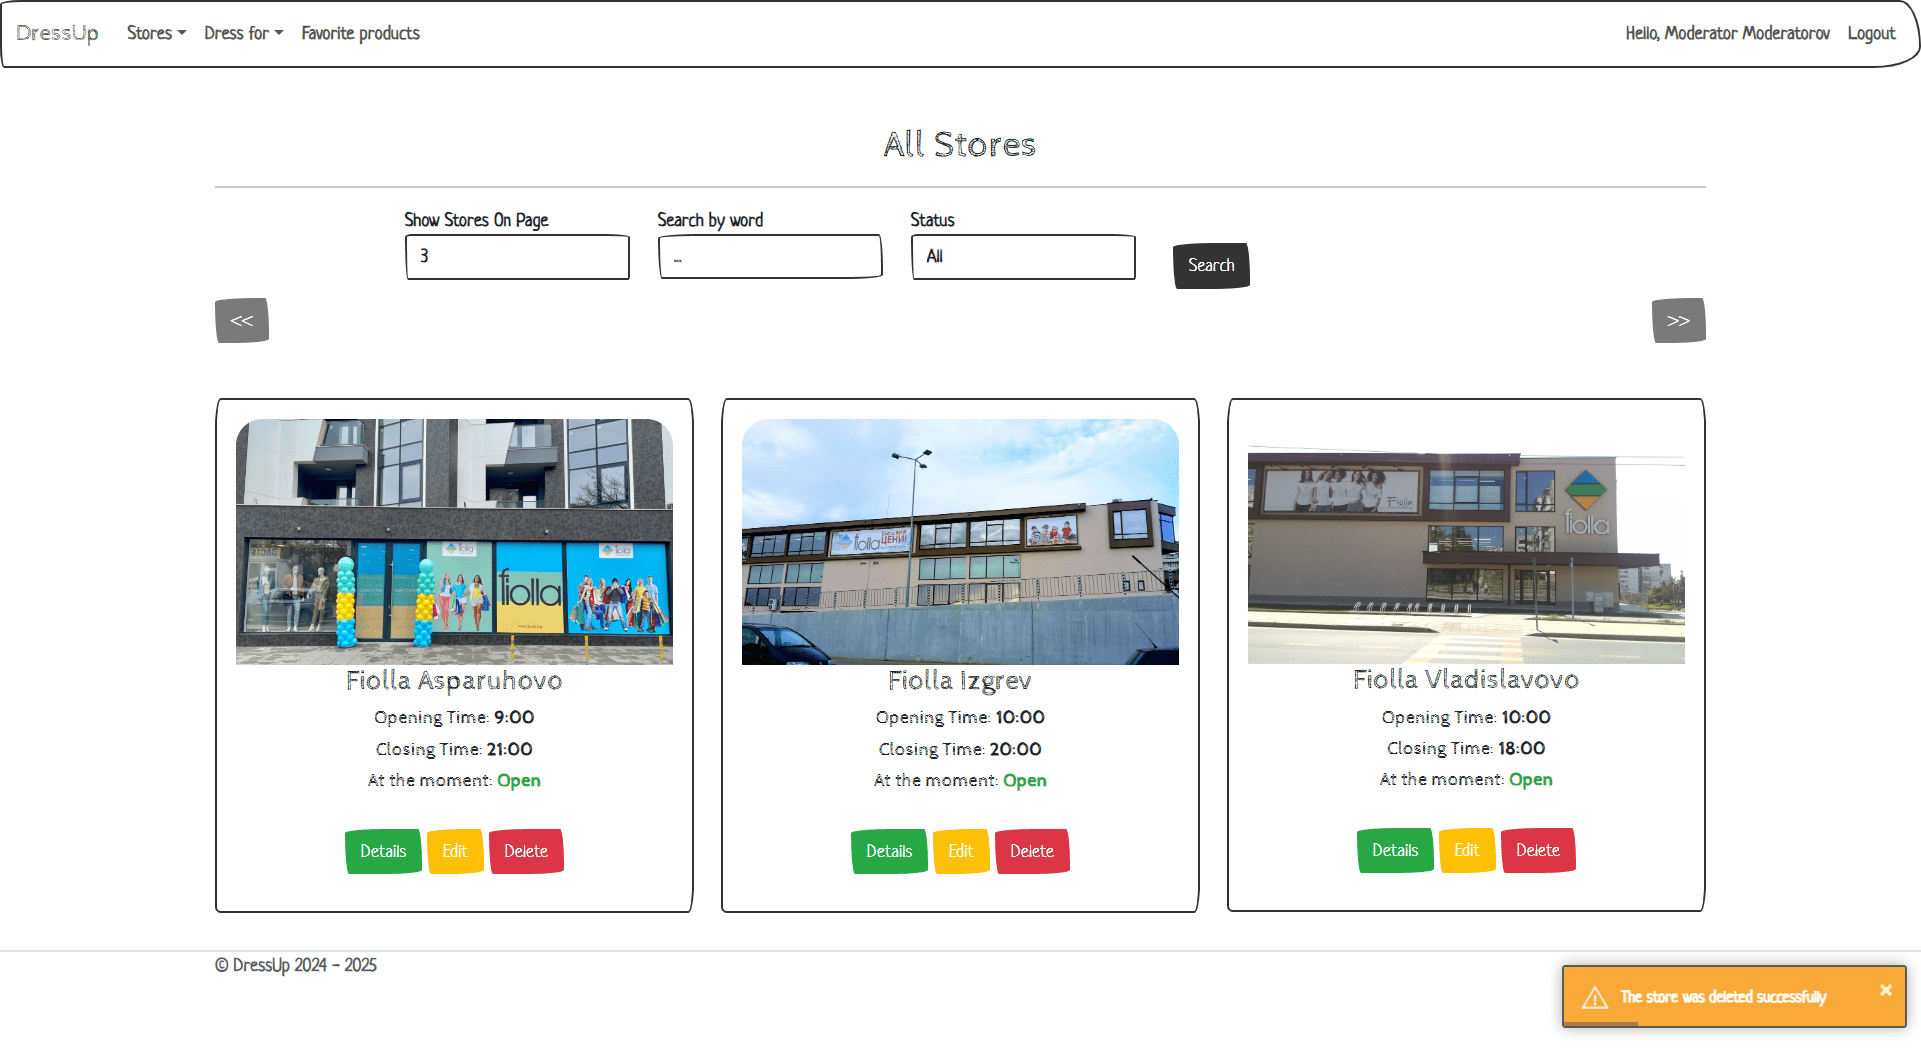 DressUp Stores Dress for Favorite products Hello, Moderator Moderatorov Logout
All Stores
Show Stores On Page Search by word Status
3 ... All Search
<< >>
fiolla fiolla Fiolla
fiolla ЦЕНИ! fiolla
fiolla
Fiolla Asparuhovo Fiolla Izgrev Fiolla Vladislavovo
Opening Time: 9:00 Opening Time: 10:00 Opening Time: 10:00
Closing Time: 21:00 Closing Time: 20:00 Closing Time: 18:00
At the moment: Open At the moment: Open At the moment: Open
Details Edit Delete Details Edit Delete Details Edit Delete
© DressUp 2024 - 2025
The store was deleted successfully ×